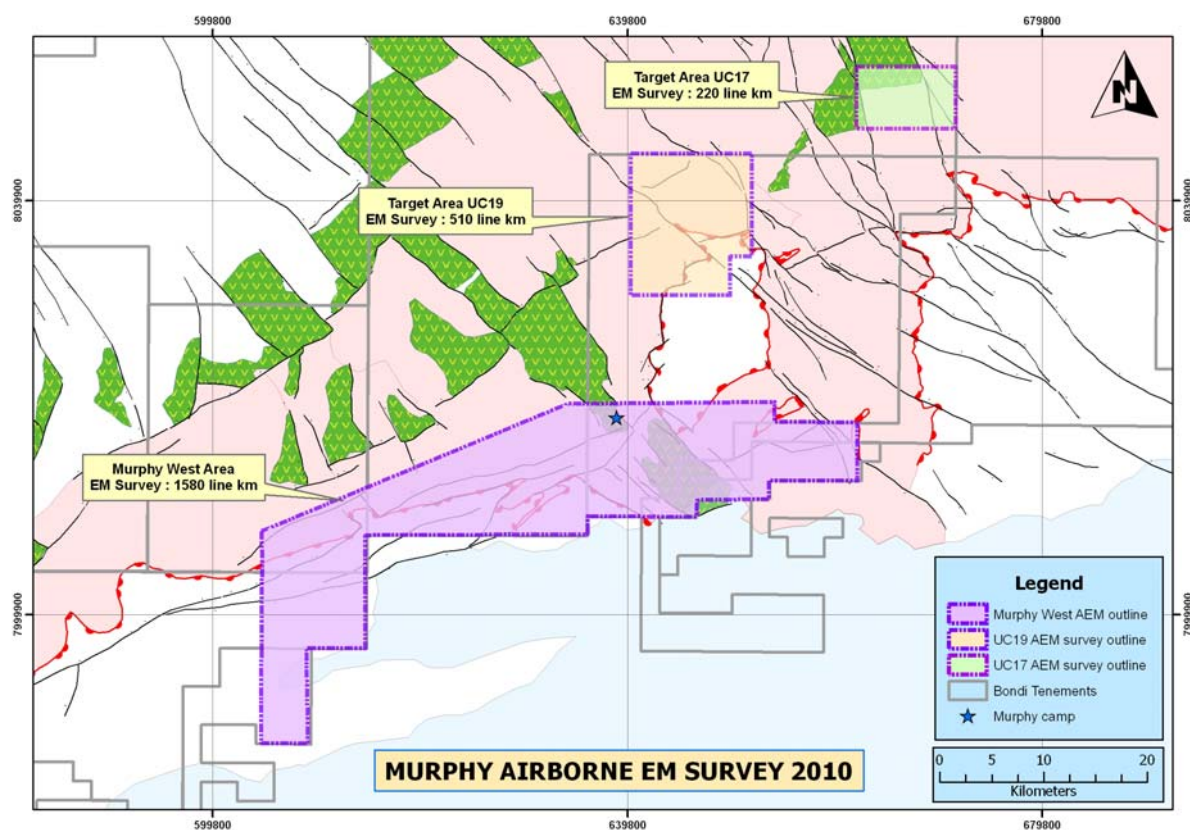 599800
639800
679800
Target Area UC17
EM Survey : 220 line km
N
8039900
8039900
Target Area UC19
EM Survey : 510 line km
Murphy West Area
EM Survey : 1580 line km
Legend
Murphy West AEM outline
UC19 AEM survey outline
UC17 AEM survey outline
Bondi Tenements
Murphy camp
7999900
7999900
0 5 10 20
Kilometers
MURPHY AIRBORNE EM SURVEY 2010
599800
639800
679800